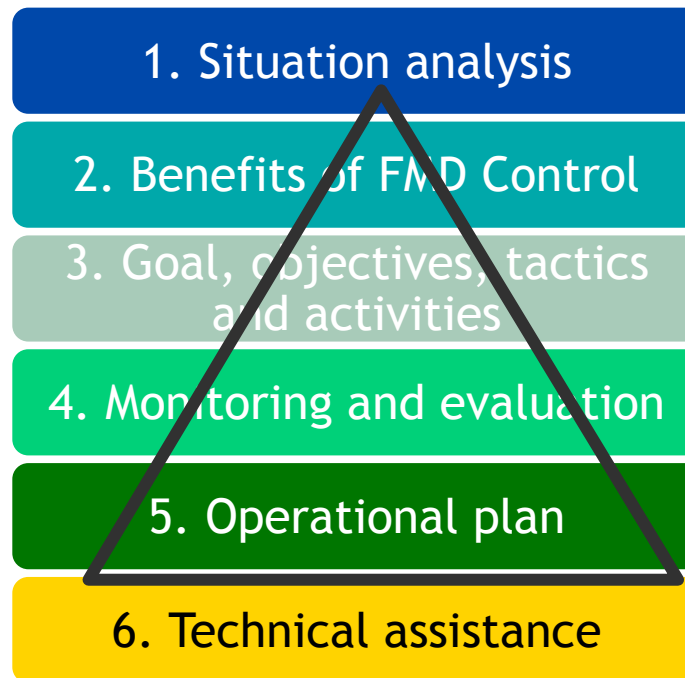 1. Situation analysis
2. Benefits of FMD Control
3. Goal, objectives, tactics
and activities
4. Monitoring and evaluation
5. Operational plan
6. Technical assistance